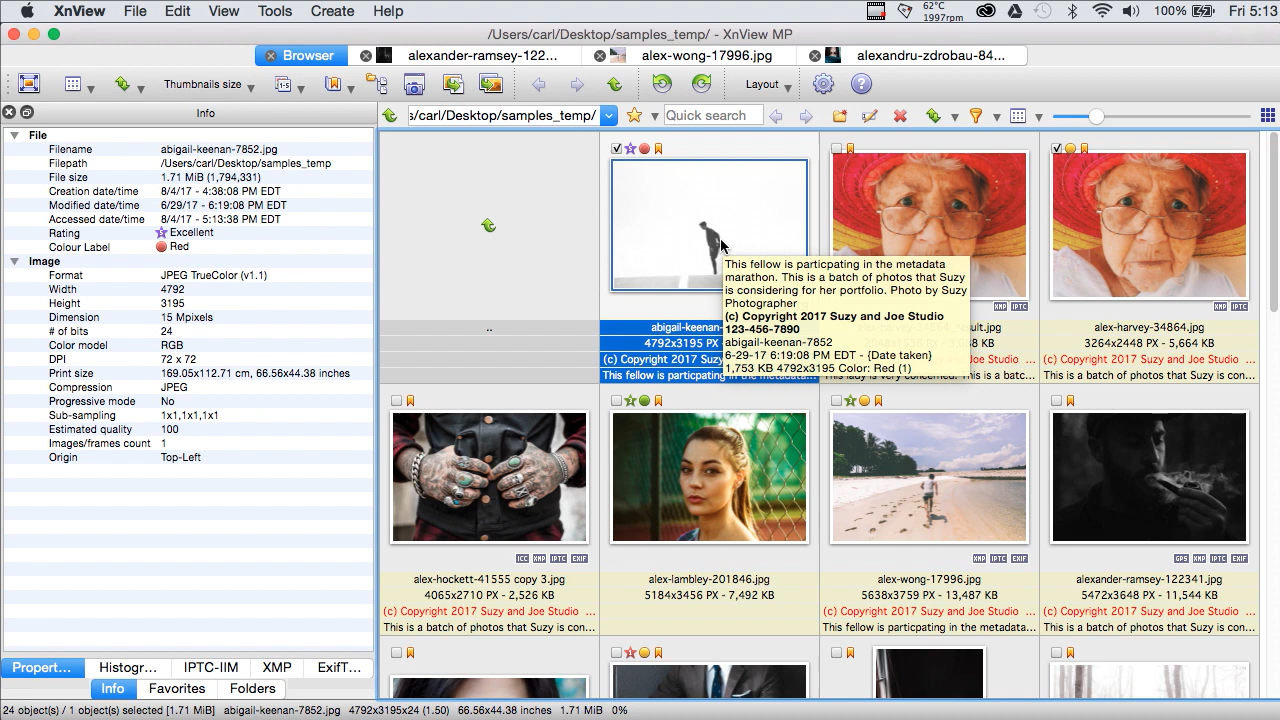 XnView File Edit View Tools Create Help 62°C 1997rpm 100% Fri 5:13
/Users/carl/Desktop/samples_temp/ - XnView MP
Browser alexander-ramsey-122... alex-wong-17996.jpg alexandru-zdrobau-84...
Thumbnails size Layout
Info
:/carl/Desktop/samples_temp/ Quick search
File
Filename abigail-keenan-7852.jpg
Filepath /Users/carl/Desktop/samples_temp
File size 1.71 MiB (1,794,331)
Creation date/time 8/4/17 - 4:38:08 PM EDT
Modified date/time 6/29/17 - 6:19:08 PM EDT
Accessed date/time 8/4/17 - 5:13:38 PM EDT
Rating Excellent
Colour Label Red
Image
Format JPEG TrueColor (v1.1)
Width 4792
Height 3195
Dimension 15 Mpixels
# of bits 24
Color model RGB
DPI 72 x 72
Print size 169.05x112.71 cm, 66.56x44.38 inches
Compression JPEG
Progressive mode No
Sub-sampling 1x1,1x1,1x1
Estimated quality 100
Images/frames count 1
Origin Top-Left
This fellow is particpating in the metadata
marathon. This is a batch of photos that Suzy
is considering for her portfolio. Photo by Suzy
Photographer
(c) Copyright 2017 Suzy and Joe Studio
123-456-7890
abigail-keenan-7852
6-29-17 6:19:08 PM EDT - {Date taken}
1,753 KB 4792x3195 Color: Red (1)
XMP IPTC
XMP IPTC
..
abigail-keenan-
4792x3195 PX -
(c) Copyright 2017 Suzy
This fellow is particpating
alex-harvey-34864.jpg
3264x2448 PX - 5,664 KB
(c) Copyright 2017 Suzy and Joe Studio ...
This is a batch of photos that Suzy is con...
ICC XMP IPTC EXIF
alex-hockett-41555 copy 3.jpg
4065x2710 PX - 2,526 KB
(c) Copyright 2017 Suzy and Joe Studio ...
This is a batch of photos that Suzy is con...
alex-lambley-201846.jpg
5184x3456 PX - 7,492 KB
XMP IPTC EXIF
alex-wong-17996.jpg
5638x3759 PX - 13,487 KB
(c) Copyright 2017 Suzy and Joe Studio ...
This fellow is particpating in the metadata...
GPS XMP IPTC EXIF
alexander-ramsey-122341.jpg
5472x3648 PX - 11,544 KB
(c) Copyright 2017 Suzy and Joe Studio ...
This is a batch of photos that Suzy is con...
Propert... Histogr... IPTC-IIM XMP ExifT...
Info Favorites Folders
24 object(s) / 1 object(s) selected [1.71 MiB] abigail-keenan-7852.jpg 4792x3195x24 (1.50) 66.56x44.38 inches 1.71 MiB 0%